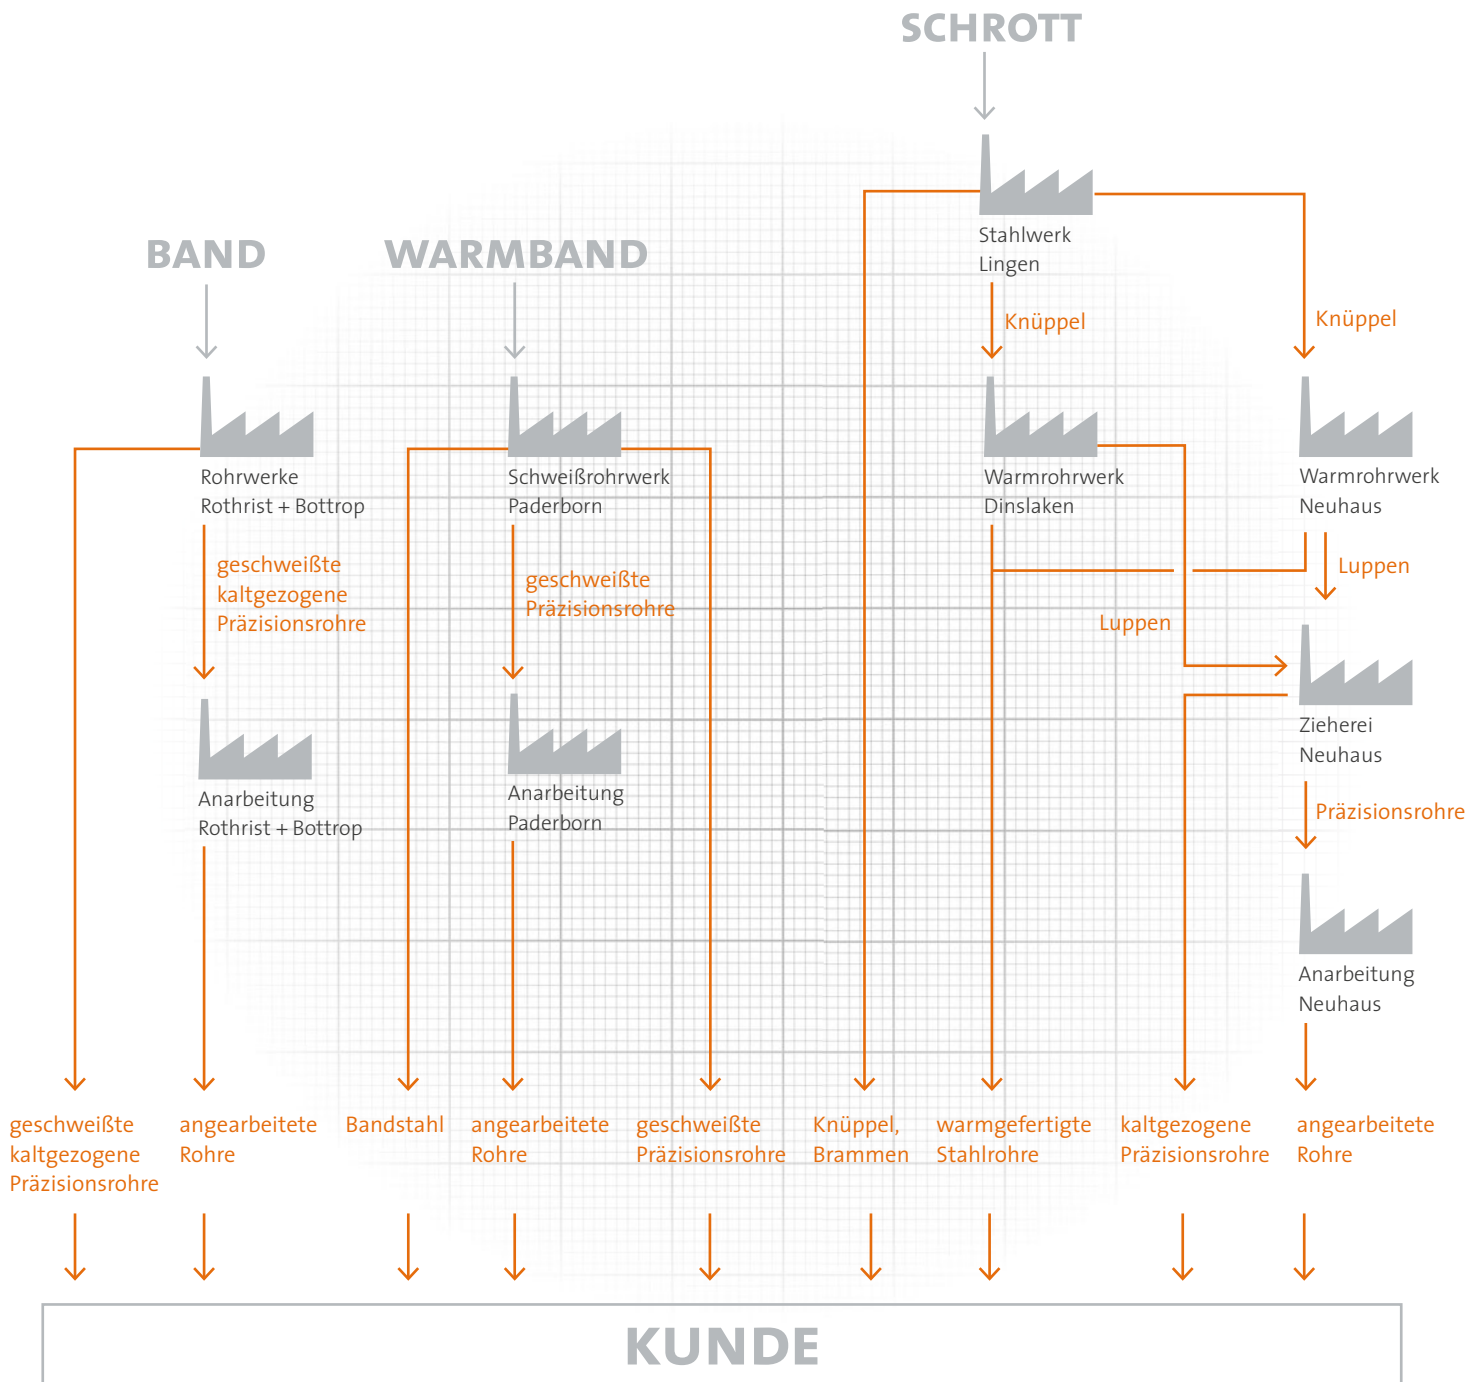 SCHROTT
Stahlwerk
Lingen
BAND
WARMBAND
Knüppel
Knüppel
Rohrwerke
Rothrist + Bottrop
Schweißrohrwerk
Paderborn
Warmrohrwerk
Dinslaken
Warmrohrwerk
Neuhaus
geschweißte
kaltgezogene
Präzisionsrohre
geschweißte
Präzisionsrohre
Luppen
Luppen
Zieherei
Neuhaus
Anarbeitung
Rothrist + Bottrop
Anarbeitung
Paderborn
Präzisionsrohre
Anarbeitung
Neuhaus
geschweißte
kaltgezogene
Präzisionsrohre
angearbeitete
Rohre
Bandstahl
angearbeitete
Rohre
geschweißte
Präzisionsrohre
Knüppel,
Brammen
warmgefertigte
Stahlrohre
kaltgezogene
Präzisionsrohre
angearbeitete
Rohre
KUNDE